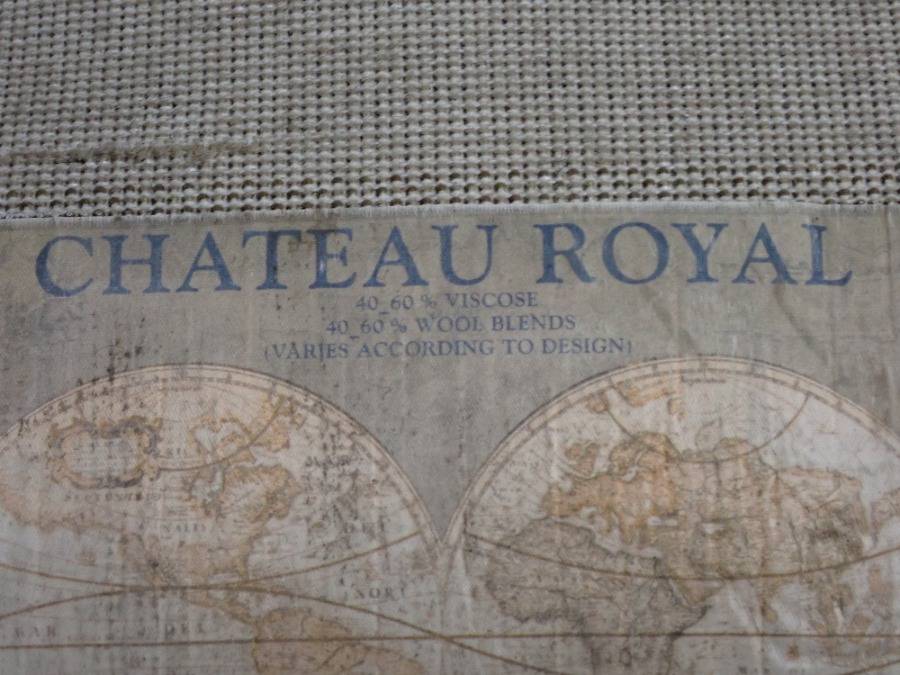 CHATEAU ROYAL
40_60 % VISCOSE
40_60 % WOOL BLENDS
(VARIES ACCORDING TO DESIGN)